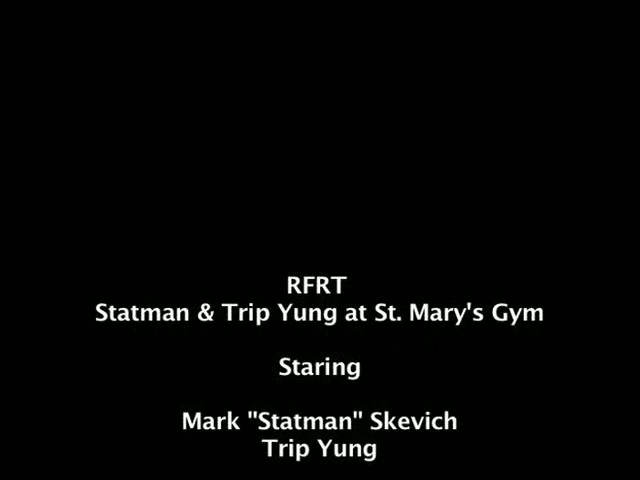 RFRT
Statman & Trip Yung at St. Mary's Gym
Staring
Mark "Statman" Skevich
Trip Yung